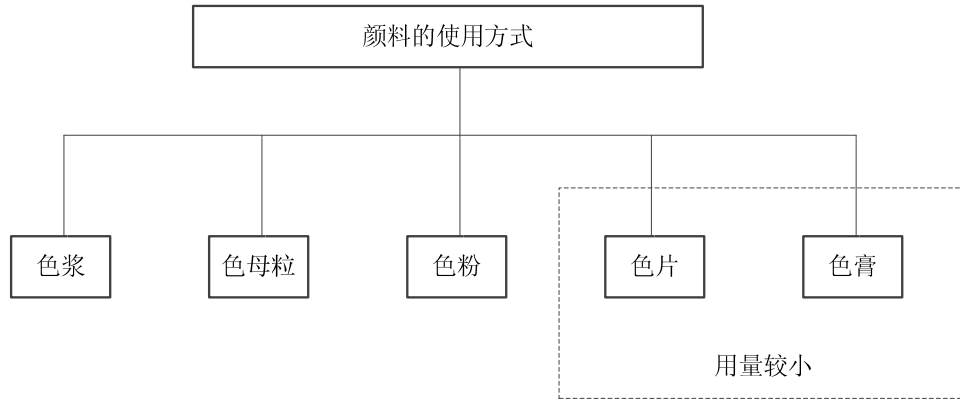 颜料的使用方式
色浆
色母粒
色粉
色片
色膏
用量较小